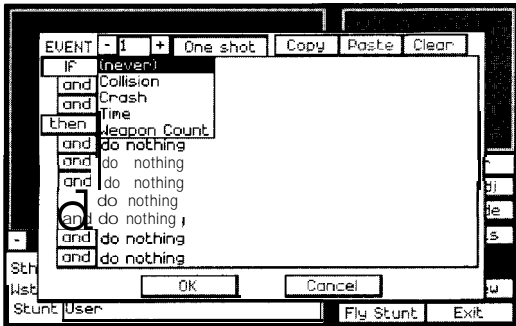 EVENT - 1 + One shot Copy Paste Clear
IF (never)
and Collision
and Crash
then Time
Weapon Count
and do nothing
and do nothing
and do nothing
do nothing
and do nothing
and do nothing
and do nothing
-
OK Cancel
Stunt User Fly Stunt Exit